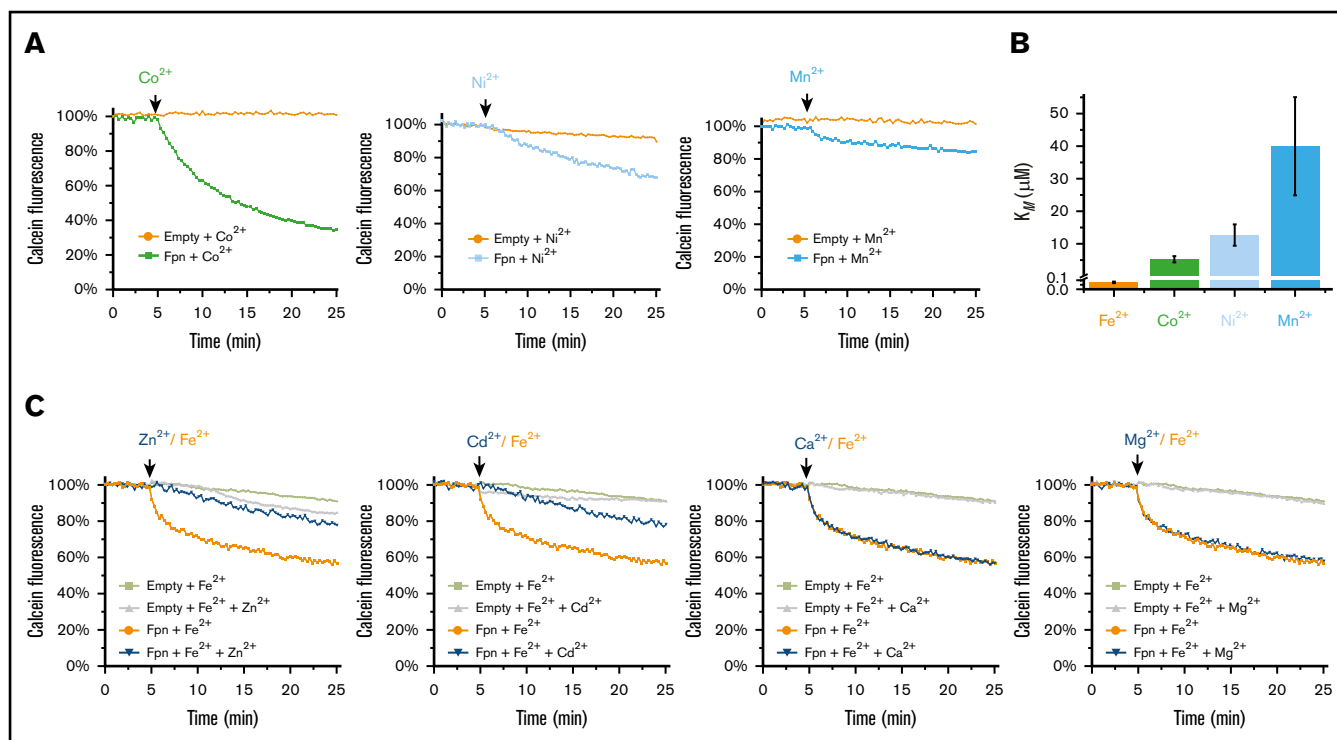 A
Co2+
Calcein fluorescence
100%
80%
60%
40%
20%
0%
Empty + Co2+
Fpn + Co2+
0 5 10 15 20 25
Time (min)
Ni2+
Calcein fluorescence
100%
80%
60%
40%
20%
0%
Empty + Ni2+
Fpn + Ni2+
0 5 10 15 20 25
Time (min)
Mn2+
Calcein fluorescence
100%
80%
60%
40%
20%
0%
Empty + Mn2+
Fpn + Mn2+
0 5 10 15 20 25
Time (min)
B
KM (μM)
50
40
30
20
10
0.1
0.0
Fe2+ Co2+ Ni2+ Mn2+
C
Zn2+/ Fe2+
Calcein fluorescence
100%
80%
60%
40%
20%
0%
Empty + Fe2+
Empty + Fe2+ + Zn2+
Fpn + Fe2+
Fpn + Fe2+ + Zn2+
0 5 10 15 20 25
Time (min)
Cd2+/ Fe2+
Calcein fluorescence
100%
80%
60%
40%
20%
0%
Empty + Fe2+
Empty + Fe2+ + Cd2+
Fpn + Fe2+
Fpn + Fe2+ + Cd2+
0 5 10 15 20 25
Time (min)
Ca2+/ Fe2+
Calcein fluorescence
100%
80%
60%
40%
20%
0%
Empty + Fe2+
Empty + Fe2+ + Ca2+
Fpn + Fe2+
Fpn + Fe2+ + Ca2+
0 5 10 15 20 25
Time (min)
Mg2+/ Fe2+
Calcein fluorescence
100%
80%
60%
40%
20%
0%
Empty + Fe2+
Empty + Fe2+ + Mg2+
Fpn + Fe2+
Fpn + Fe2+ + Mg2+
0 5 10 15 20 25
Time (min)